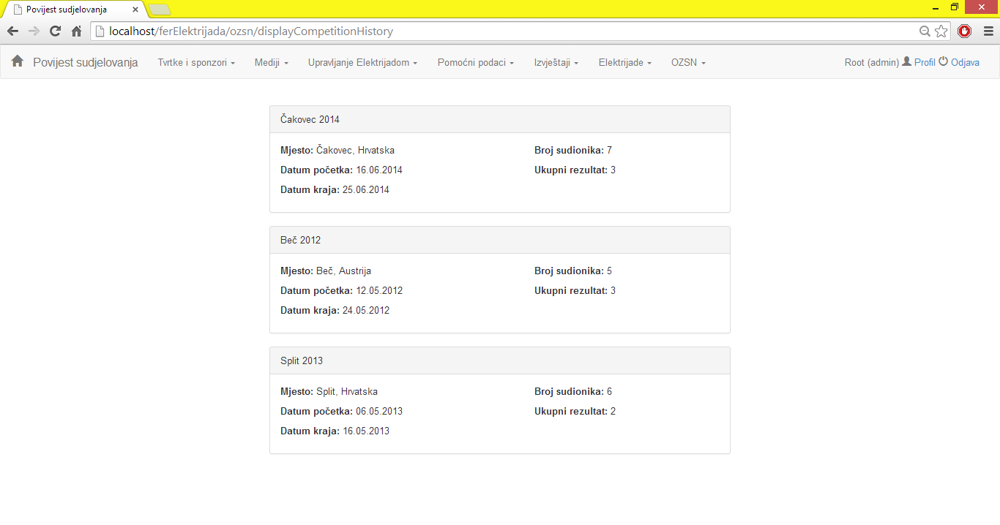 Povijest sudjelovanja
localhost/ferElektrijada/ozsn/displayCompetitionHistory
Povijest sudjelovanja Tvrtke i sponzori Mediji Upravljanje Elektrijadom Pomoćni podaci Izvještaji Elektrijade OZSN Root (admin) Profil Odjava
Čakovec 2014
Mjesto: Čakovec, Hrvatska Broj sudionika: 7
Datum početka: 16.06.2014 Ukupni rezultat: 3
Datum kraja: 25.06.2014
Beč 2012
Mjesto: Beč, Austrija Broj sudionika: 5
Datum početka: 12.05.2012 Ukupni rezultat: 3
Datum kraja: 24.05.2012
Split 2013
Mjesto: Split, Hrvatska Broj sudionika: 6
Datum početka: 06.05.2013 Ukupni rezultat: 2
Datum kraja: 16.05.2013